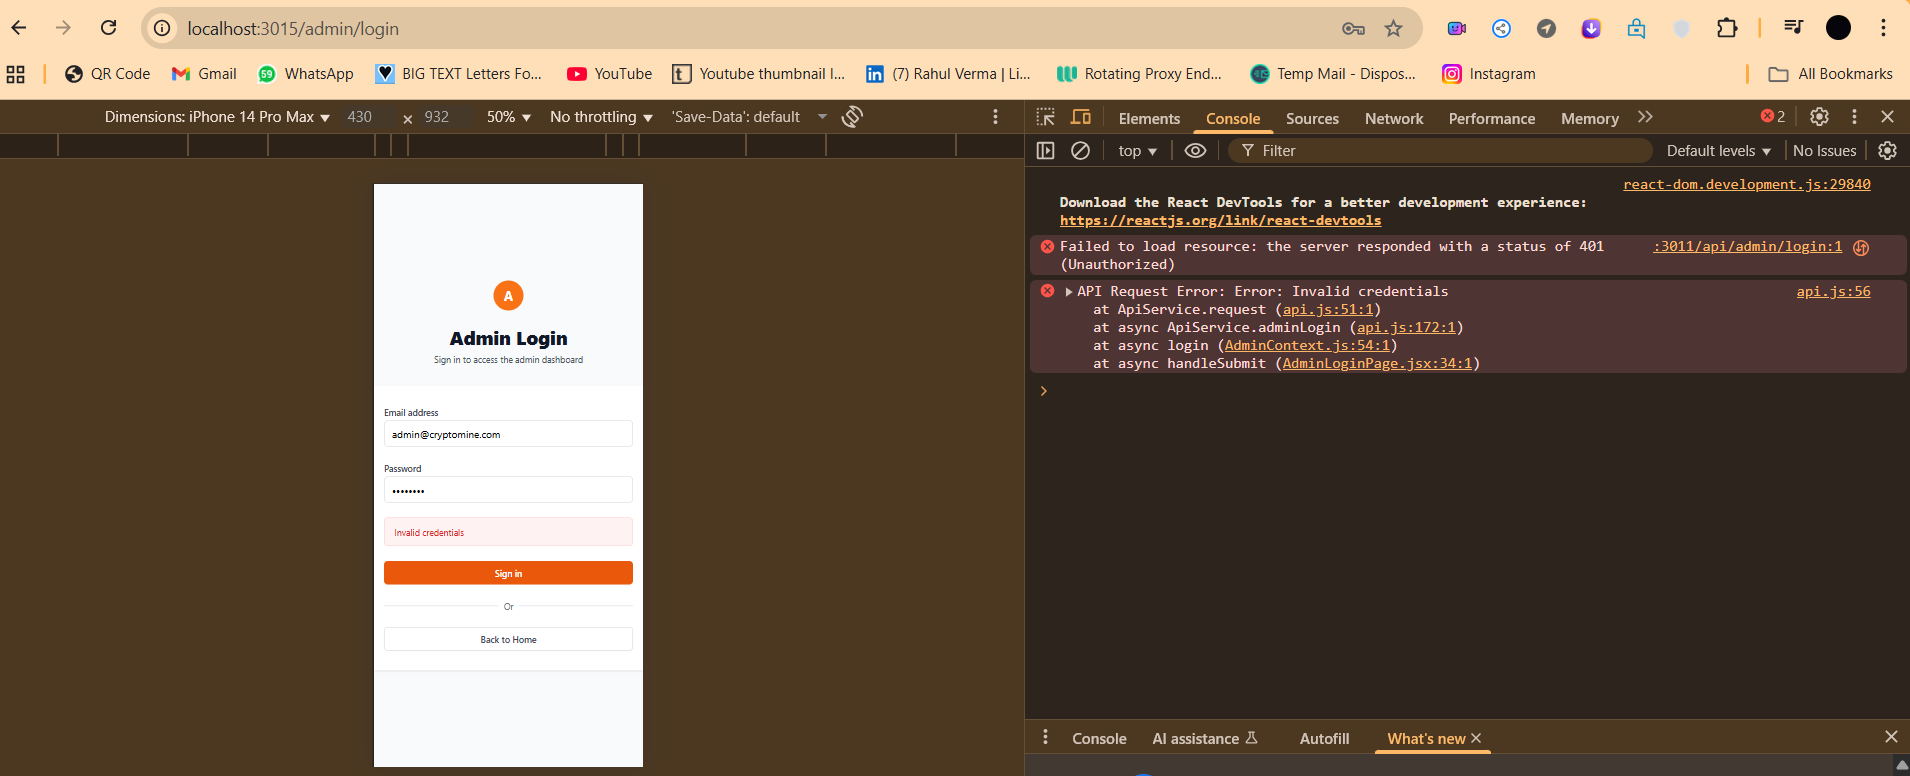 localhost:3015/admin/login
QR Code
Gmail
59
WhatsApp
BIG TEXT Letters Fo...
YouTube
Youtube thumbnail I...
(7) Rahul Verma | Li...
Rotating Proxy End...
Temp Mail - Dispos...
Instagram
All Bookmarks
Dimensions: iPhone 14 Pro Max
430 × 932
50%
No throttling
'Save-Data': default
A
Admin Login
Sign in to access the admin dashboard
Email address
admin@cryptomine.com
Password
••••••••
Invalid credentials
Sign in
Or
Back to Home
Elements
Console
Sources
Network
Performance
Memory
2
top
Filter
Default levels
No Issues
react-dom.development.js:29840
Download the React DevTools for a better development experience:
https://reactjs.org/link/react-devtools
Failed to load resource: the server responded with a status of 401 :3011/api/admin/login:1
(Unauthorized)
API Request Error: Error: Invalid credentials api.js:56
at ApiService.request (api.js:51:1)
at async ApiService.adminLogin (api.js:172:1)
at async login (AdminContext.js:54:1)
at async handleSubmit (AdminLoginPage.jsx:34:1)
Console
AI assistance
Autofill
What's new